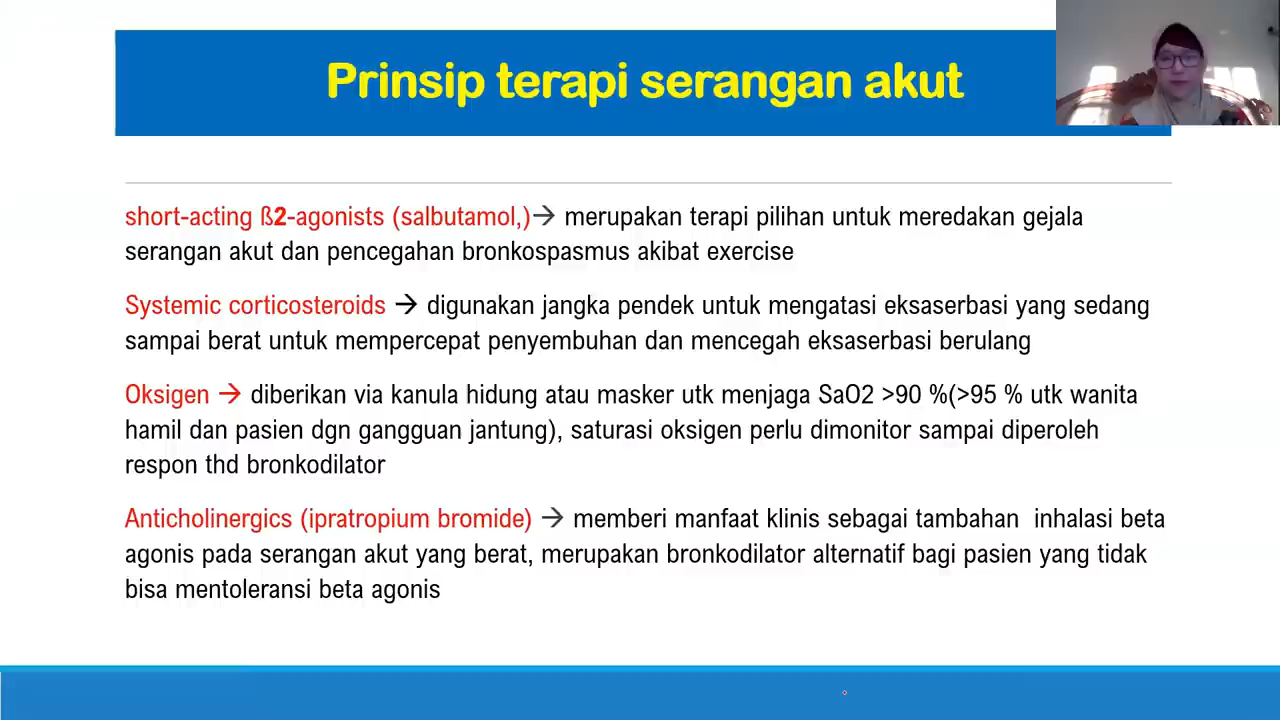 Prinsip terapi serangan akut
short-acting ß2-agonists (salbutamol,)→ merupakan terapi pilihan untuk meredakan gejala
serangan akut dan pencegahan bronkospasmus akibat exercise
Systemic corticosteroids → digunakan jangka pendek untuk mengatasi eksaserbasi yang sedang
sampai berat untuk mempercepat penyembuhan dan mencegah eksaserbasi berulang
Oksigen → diberikan via kanula hidung atau masker utk menjaga SaO2 >90 %(>95 % utk wanita
hamil dan pasien dgn gangguan jantung), saturasi oksigen perlu dimonitor sampai diperoleh
respon thd bronkodilator
Anticholinergics (ipratropium bromide) → memberi manfaat klinis sebagai tambahan  inhalasi beta
agonis pada serangan akut yang berat, merupakan bronkodilator alternatif bagi pasien yang tidak
bisa mentoleransi beta agonis